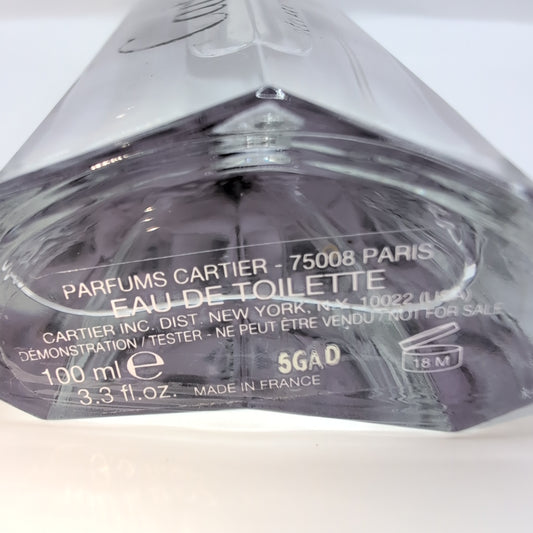 PARFUMS CARTIER - 75008 PARIS
EAU DE TOILETTE
CARTIER INC. DIST. NEW YORK, N.Y. 10022 (USA)
DÉMONSTRATION / TESTER - NE PEUT ÊTRE VENDU / NOT FOR SALE
100 ml e 5GAD 18 M
3.3 fl.oz. MADE IN FRANCE